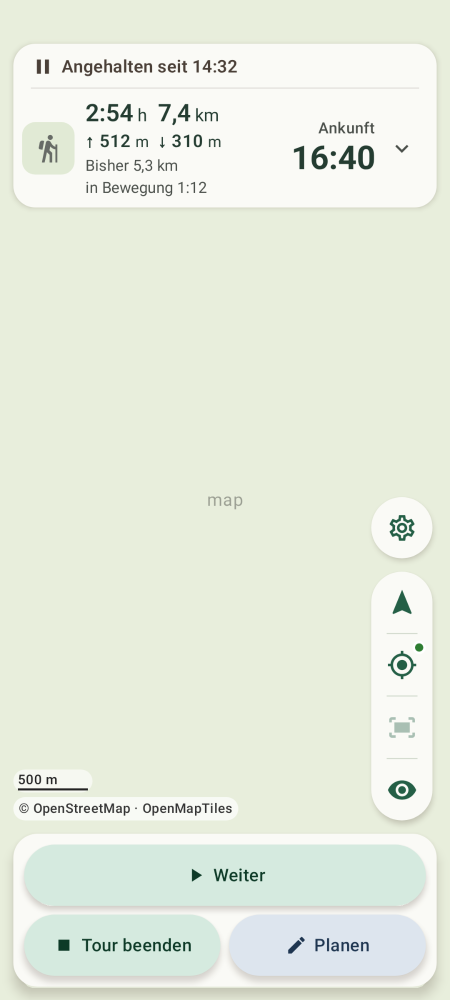 Angehalten seit 14:32
2:54 h 7,4 km
↑ 512 m ↓ 310 m
Bisher 5,3 km
in Bewegung 1:12
Ankunft
16:40
map
500 m
© OpenStreetMap · OpenMapTiles
Weiter
Tour beenden
Planen